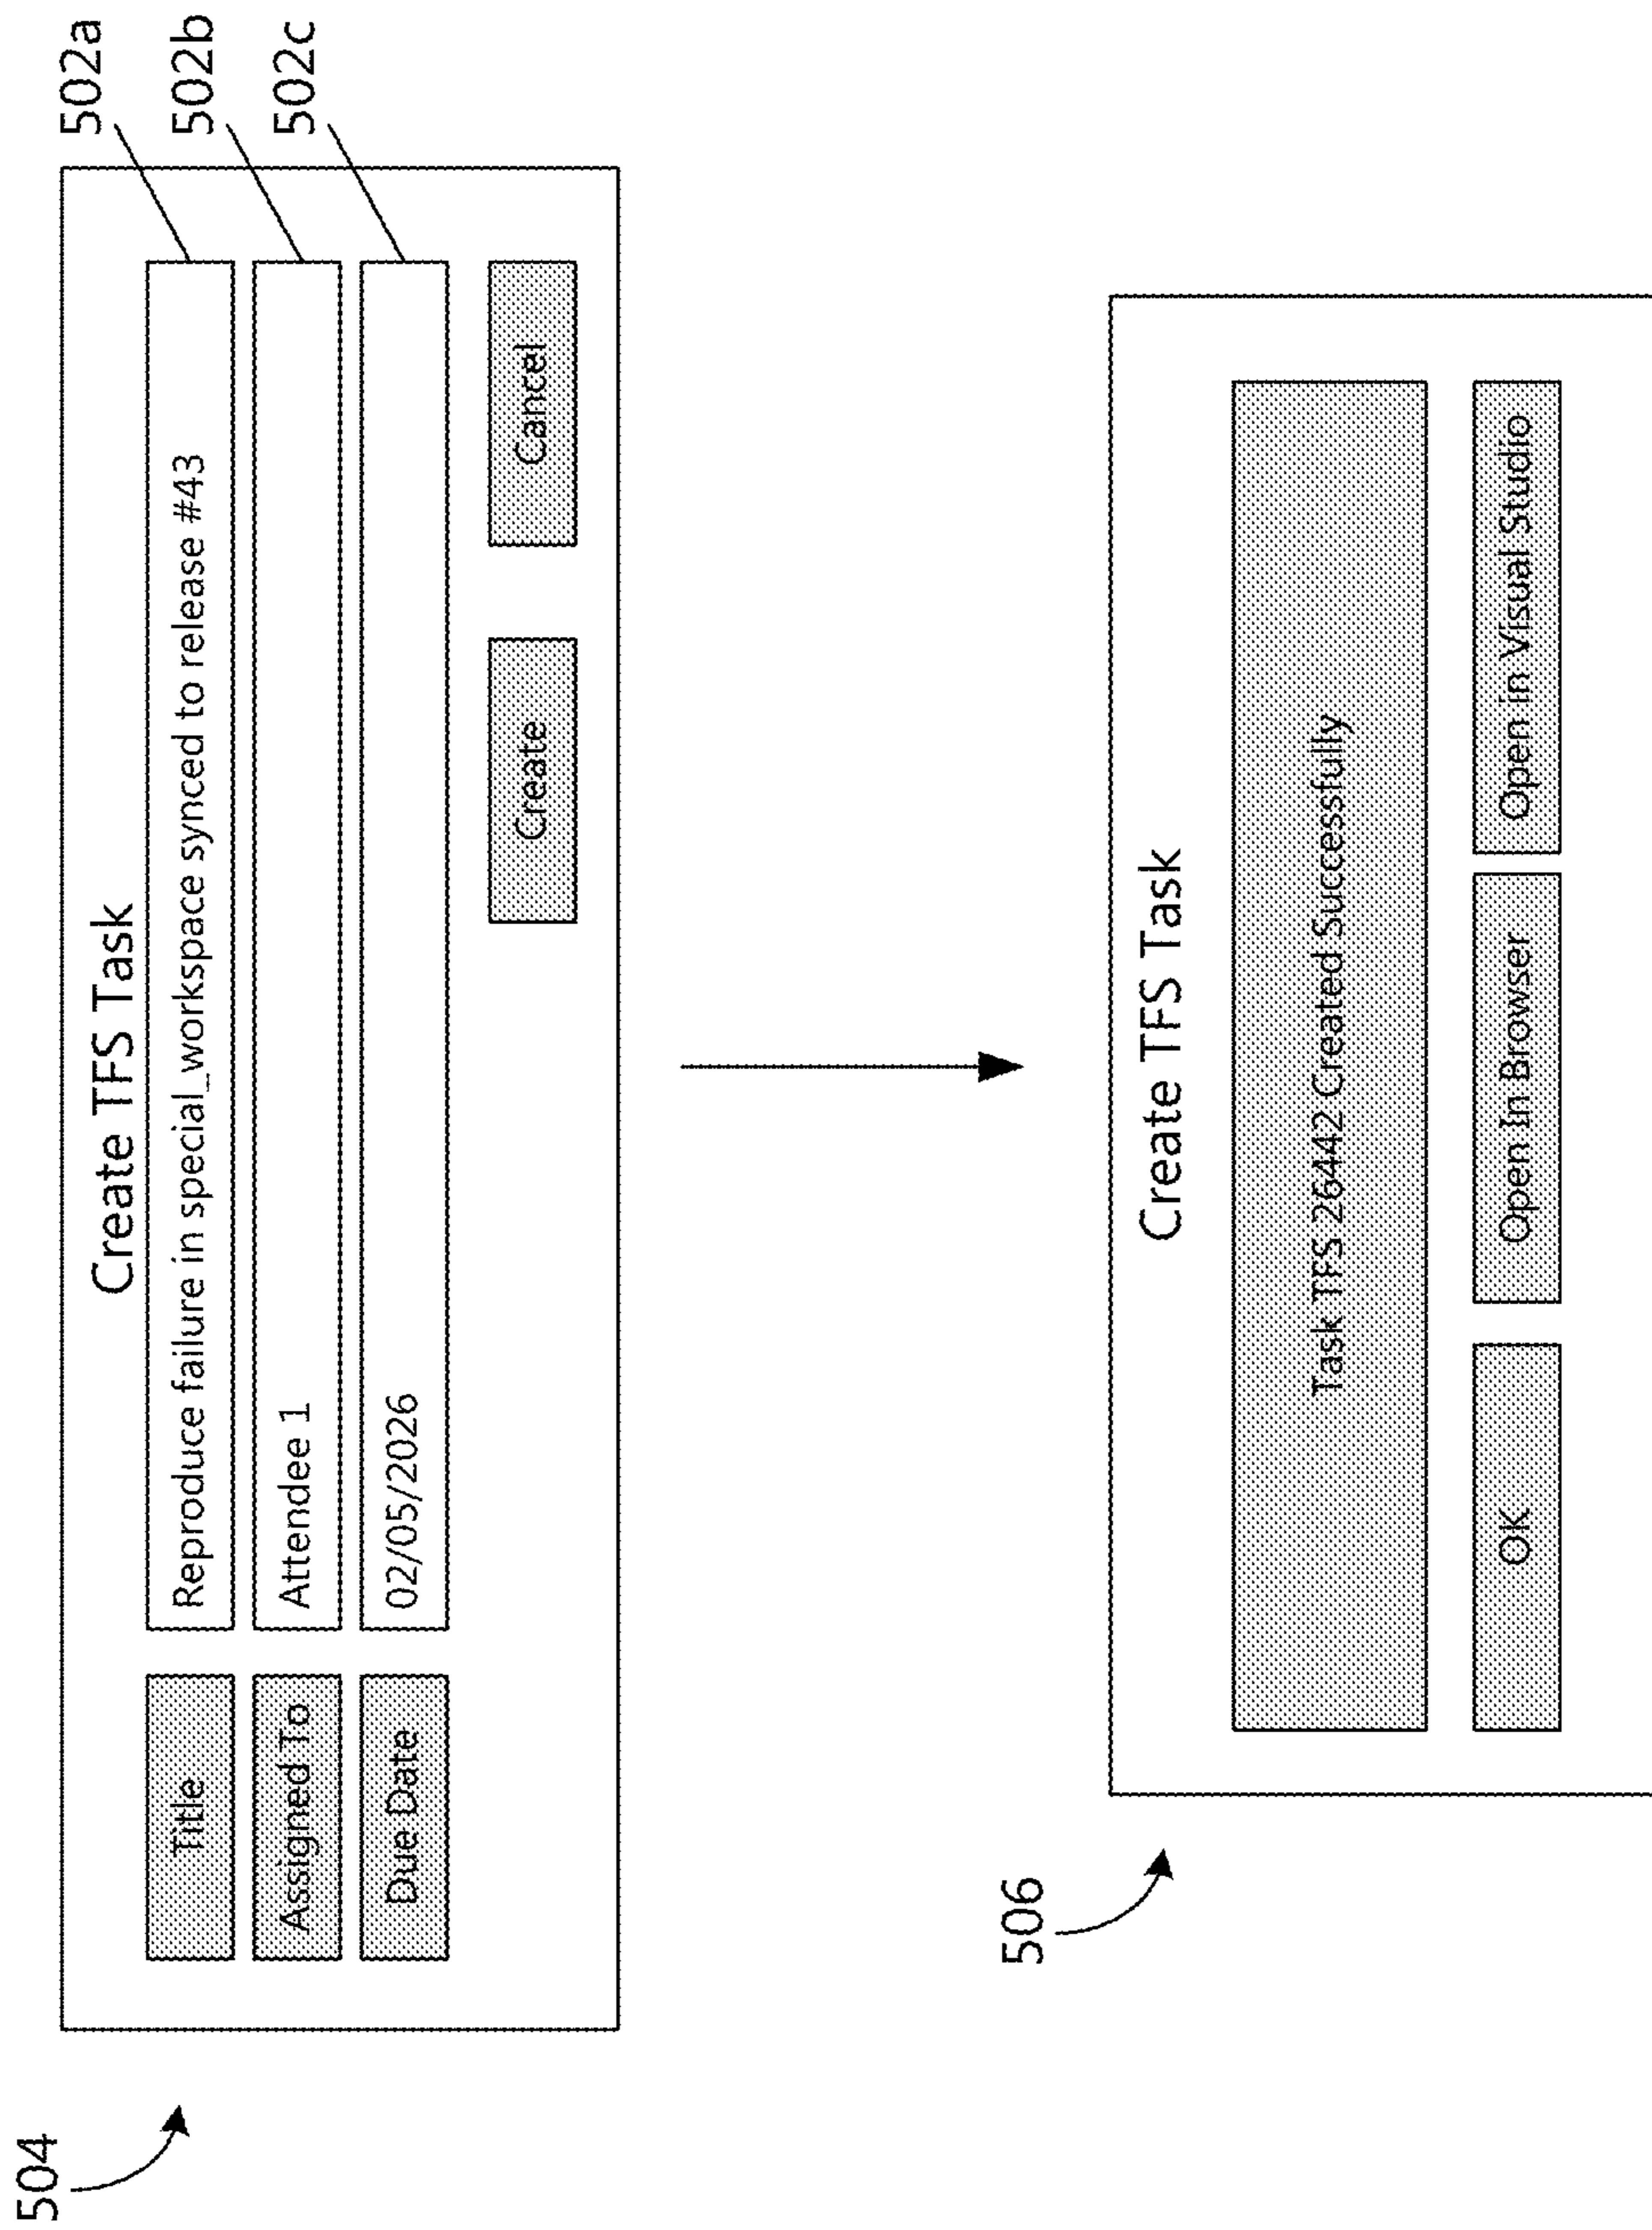 504
Create TFS Task
Title
Reproduce failure in special_workspace synced to release #43
502a
Assigned To
Attendee 1
502b
Due Date
02/05/2026
502c
Create
Cancel
506
Create TFS Task
Task TFS 26442 Created Successfully
OK
Open In Browser
Open in Visual Studio